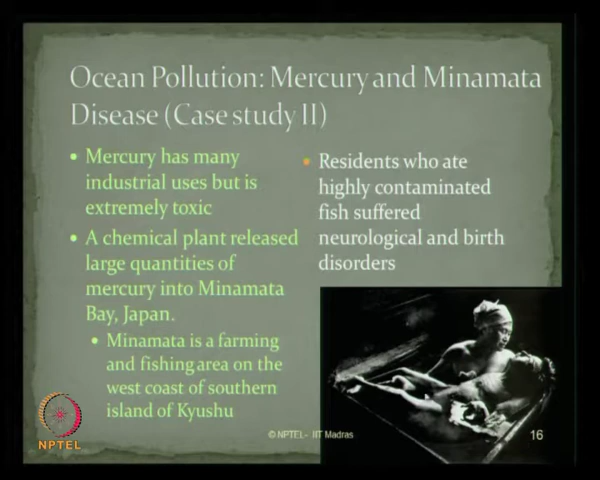 Ocean Pollution: Mercury and Minamata
Disease (Case study II)
• Mercury has many
industrial uses but is
extremely toxic
• A chemical plant released
large quantities of
mercury into Minamata
Bay, Japan.
• Minamata is a farming
and fishing area on the
west coast of southern
island of Kyushu
• Residents who ate
highly contaminated
fish suffered
neurological and birth
disorders
NPTEL
© NPTEL - IIT Madras
16